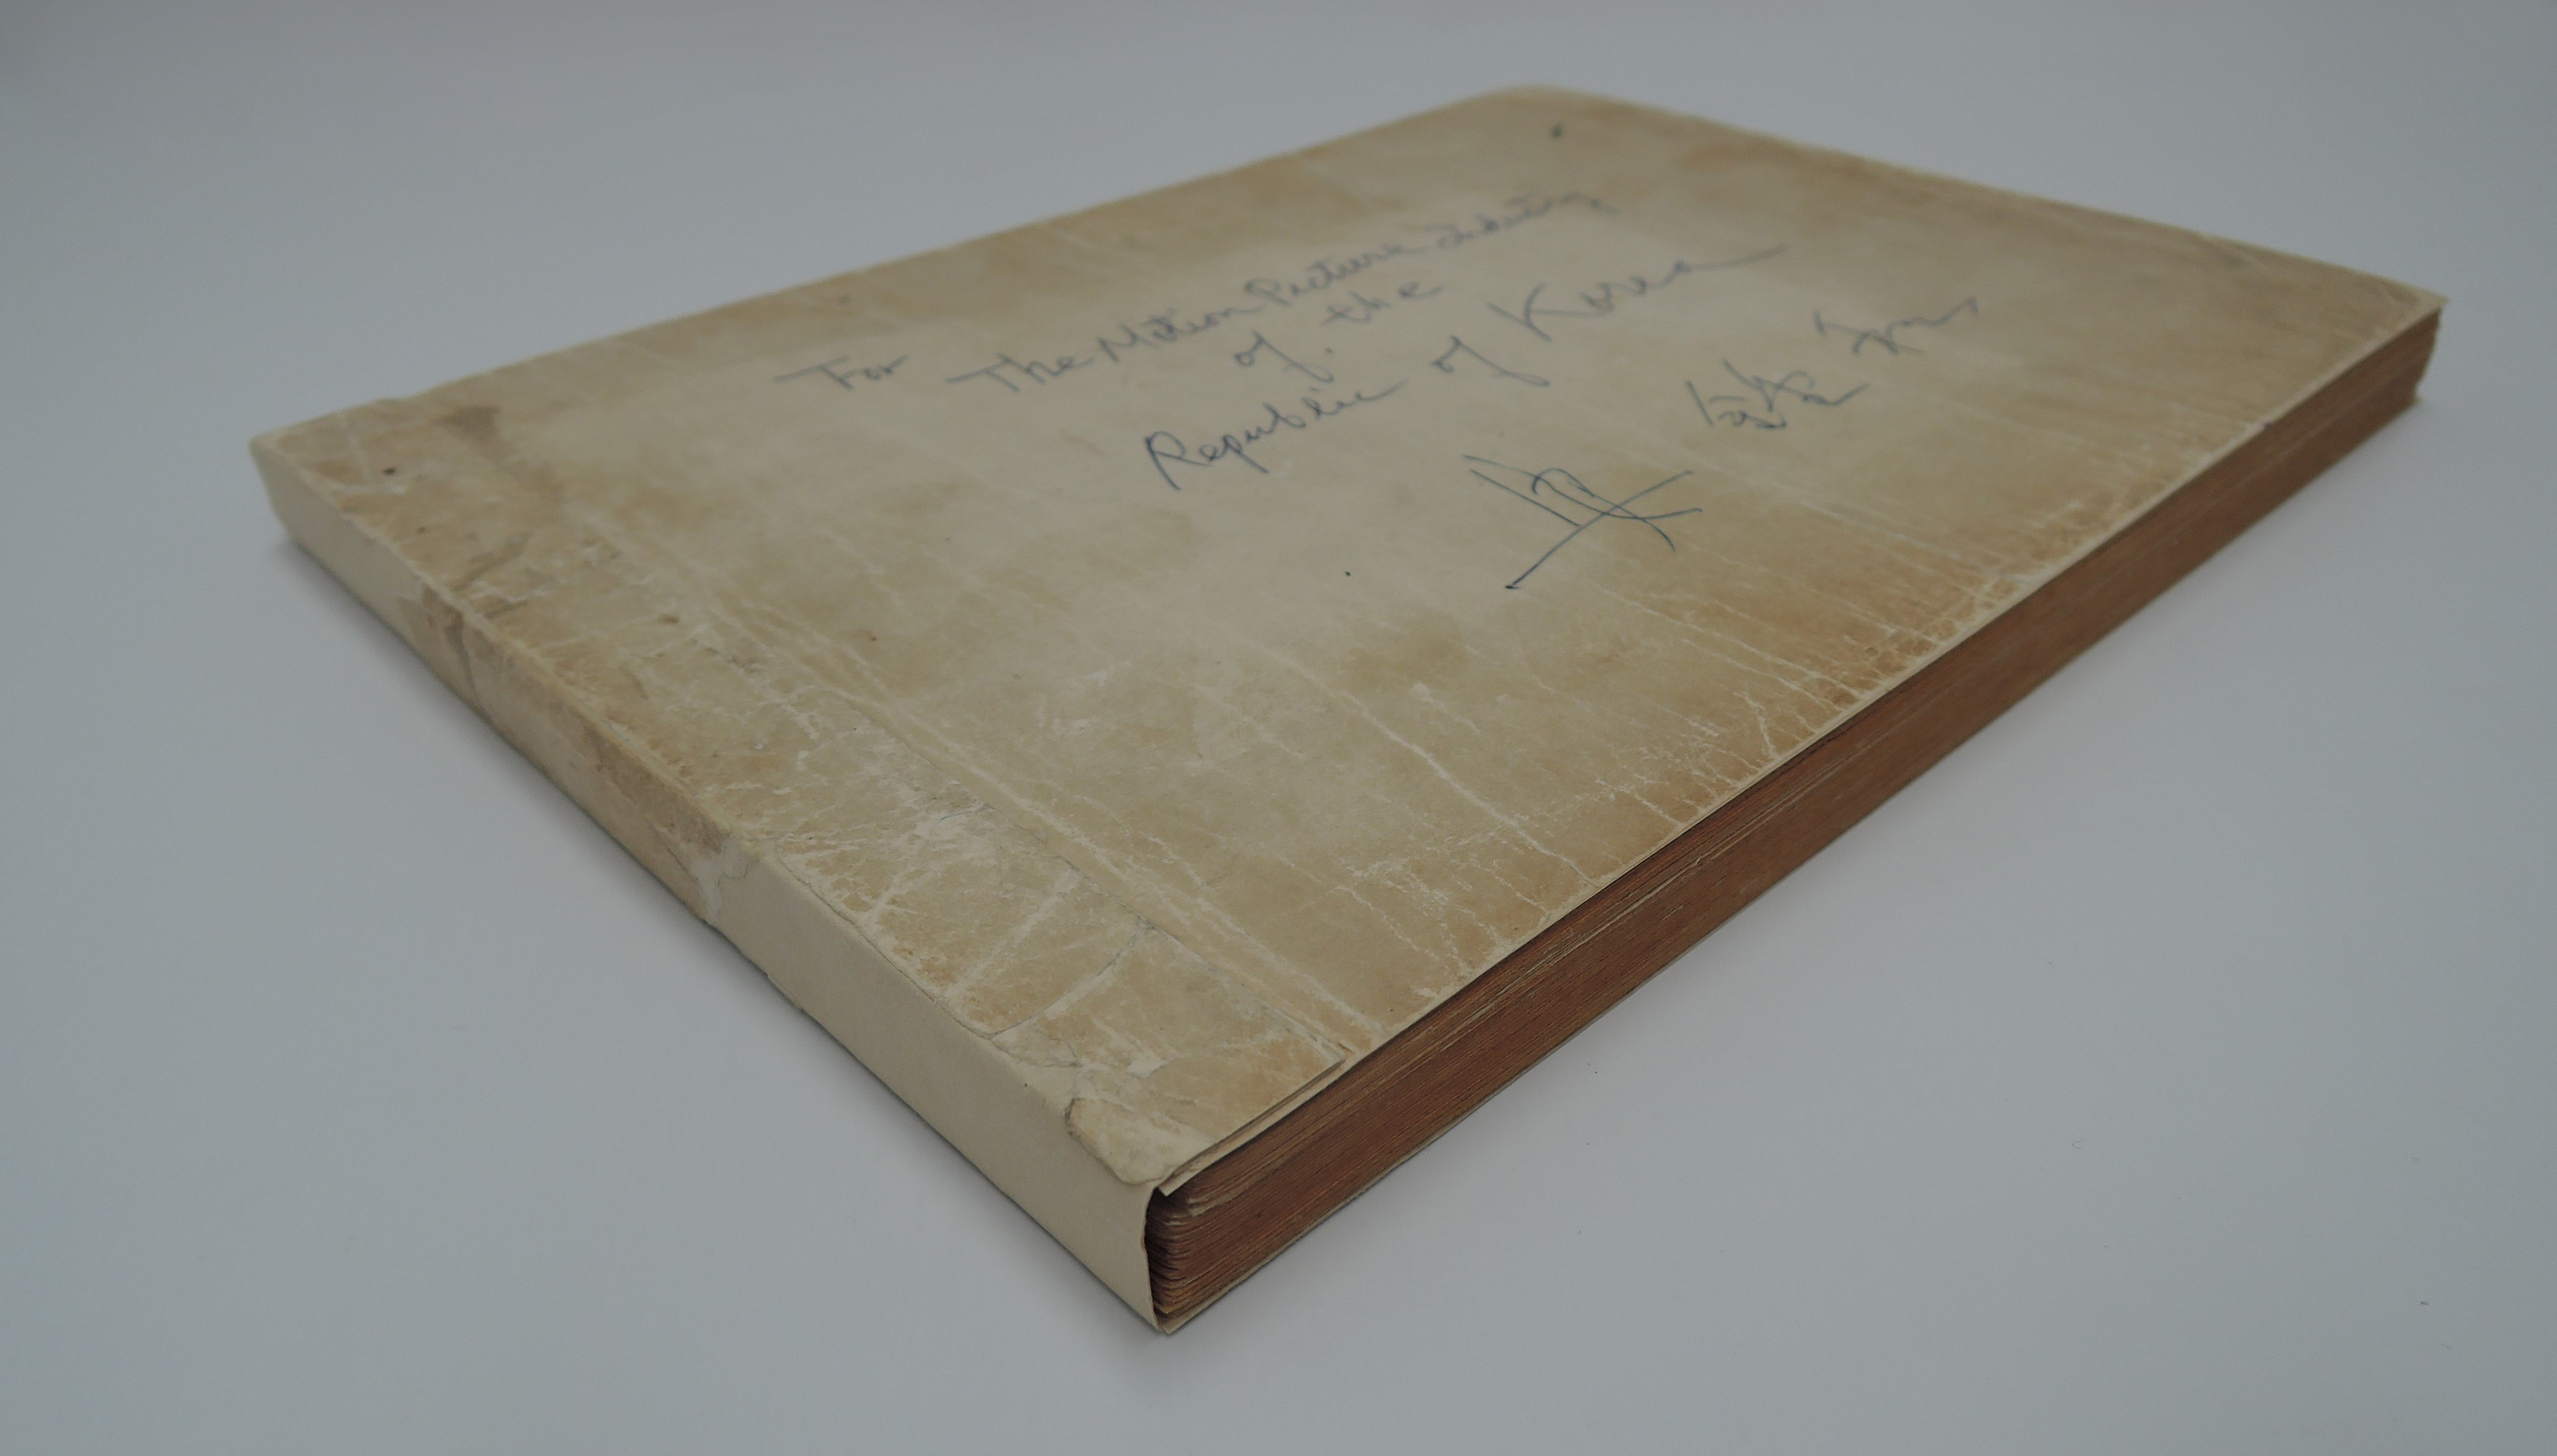 For The Motion Picture Industry
of the
Republic of Korea